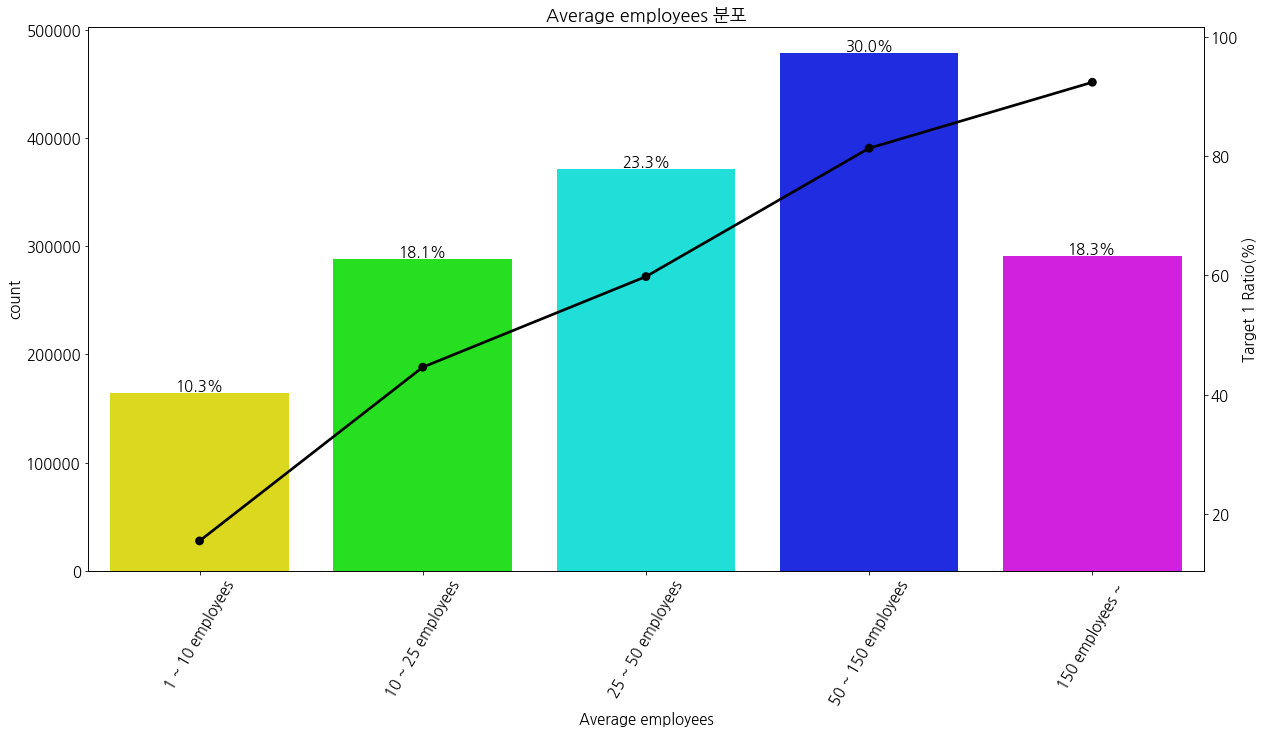 Average employees 분포
500000
400000
300000
200000
100000
0
count
10.3%
18.1%
23.3%
30.0%
18.3%
100
80
60
40
20
Target 1 Ratio(%)
1 ~ 10 employees
10 ~ 25 employees
25 ~ 50 employees
50 ~ 150 employees
150 employees ~
Average employees